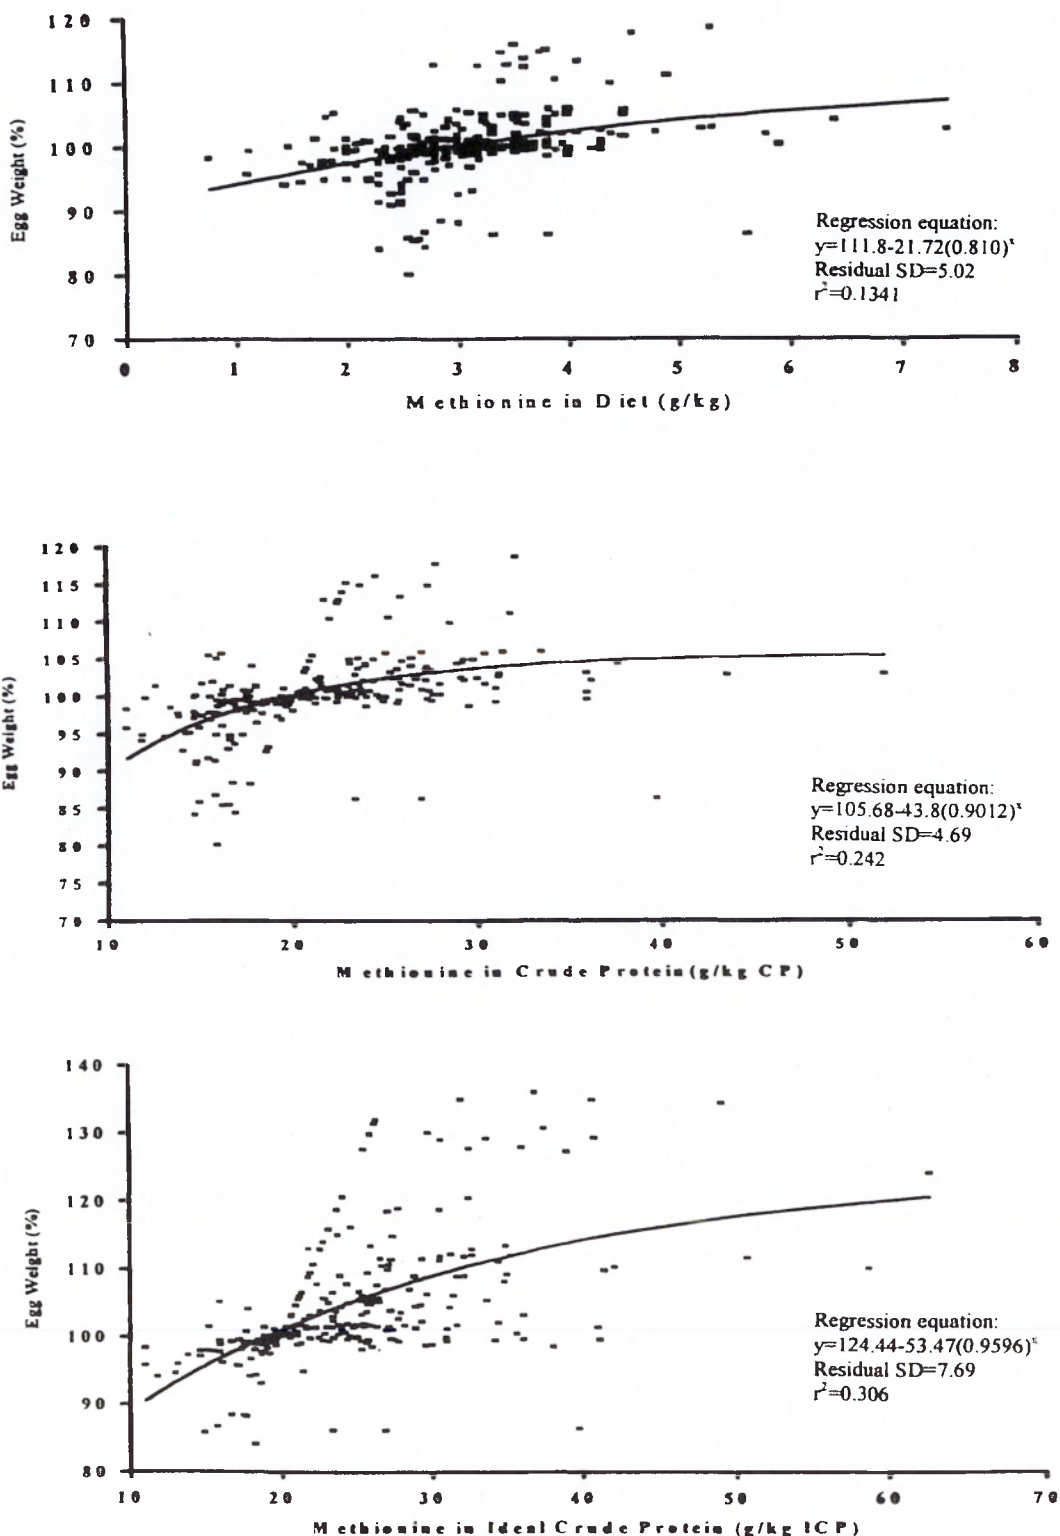 120
110
100
90
80
70
Egg Weight (%)
Regression equation:
y=111.8-21.72(0.810)ˣ
Residual SD=5.02
r²=0.1341
0 1 2 3 4 5 6 7 8
Methionine in Diet (g/kg)
120
115
110
105
100
95
90
85
80
75
70
Egg Weight (%)
Regression equation:
y=105.68-43.8(0.9012)ˣ
Residual SD=4.69
r²=0.242
10 20 30 40 50 60
Methionine in Crude Protein (g/kg CP)
140
130
120
110
100
90
80
Egg Weight (%)
Regression equation:
y=124.44-53.47(0.9596)ˣ
Residual SD=7.69
r²=0.306
10 20 30 40 50 60 70
Methionine in Ideal Crude Protein (g/kg ICP)